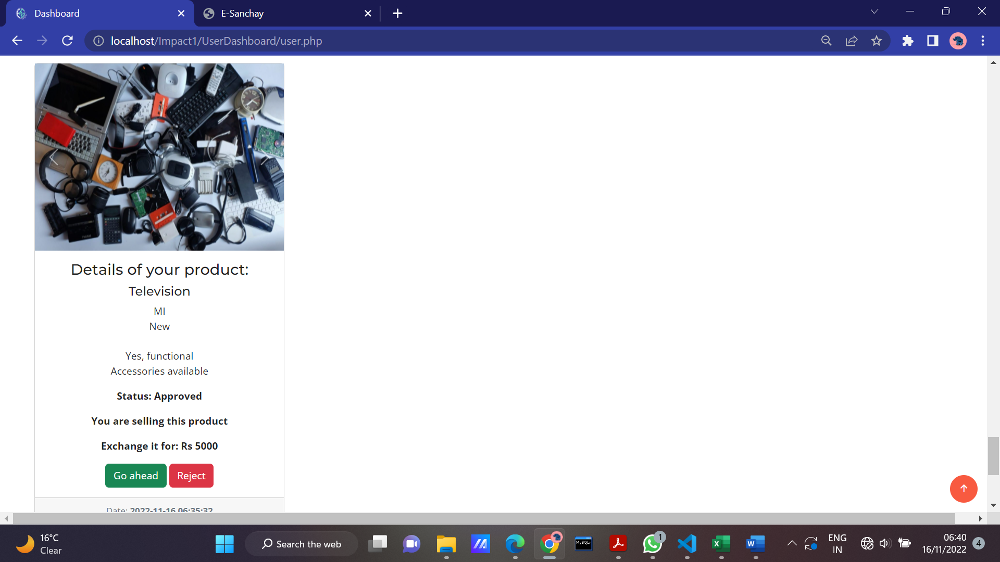 Dashboard
E-Sanchay
localhost/Impact1/UserDashboard/user.php
Details of your product:
Television
MI
New
Yes, functional
Accessories available
Status: Approved
You are selling this product
Exchange it for: Rs 5000
Go ahead Reject
Date: 2022-11-16 06:35:32
16°C
Clear
Search the web
MySQL>
1
ENG
IN
06:40
16/11/2022
4